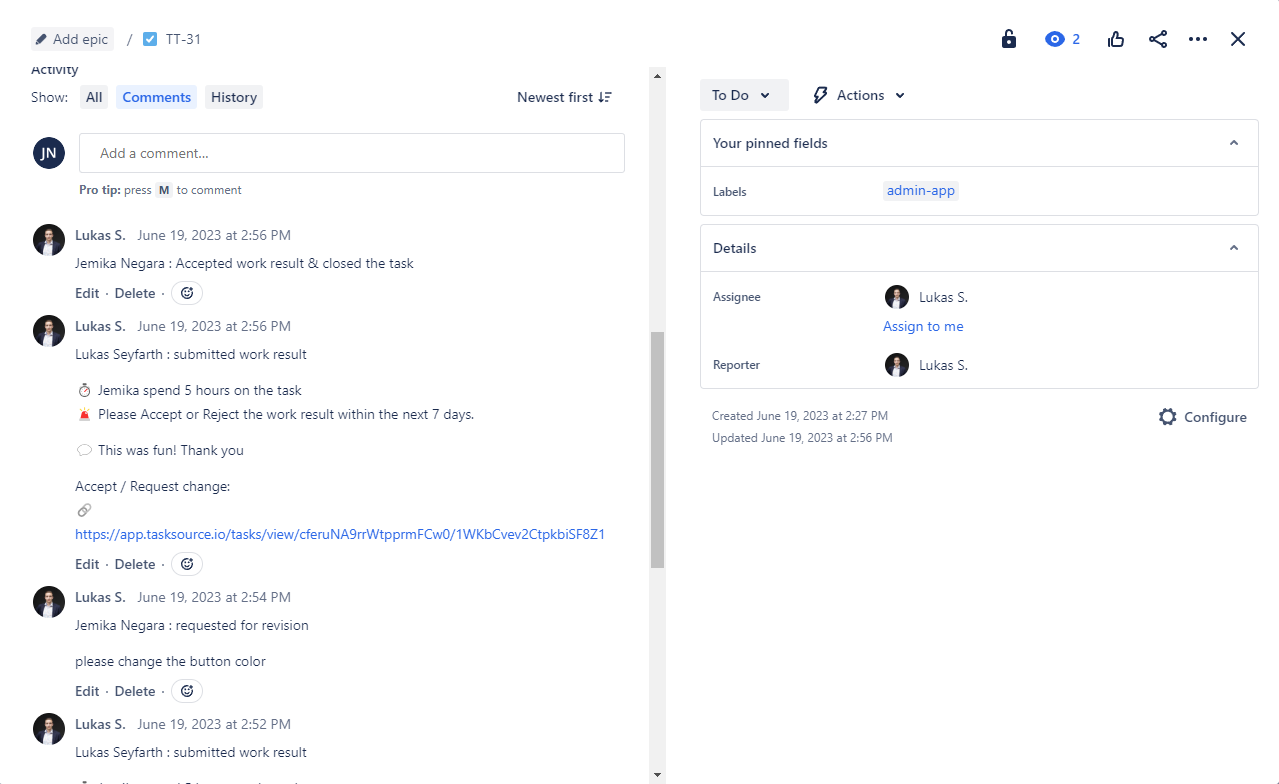 Add epic / TT-31
2
Activity
Show: All Comments History
Newest first
JN
Add a comment...
Pro tip: press M to comment
Lukas S. June 19, 2023 at 2:56 PM
Jemika Negara : Accepted work result & closed the task
Edit · Delete ·
Lukas S. June 19, 2023 at 2:56 PM
Lukas Seyfarth : submitted work result
Jemika spend 5 hours on the task
Please Accept or Reject the work result within the next 7 days.
This was fun! Thank you
Accept / Request change:
https://app.tasksource.io/tasks/view/cferuNA9rrWtpprmFCw0/1WKbCvev2CtpkbiSF8Z1
Edit · Delete ·
Lukas S. June 19, 2023 at 2:54 PM
Jemika Negara : requested for revision
please change the button color
Edit · Delete ·
Lukas S. June 19, 2023 at 2:52 PM
Lukas Seyfarth : submitted work result
To Do
Actions
Your pinned fields
Labels admin-app
Details
Assignee Lukas S.
Assign to me
Reporter Lukas S.
Created June 19, 2023 at 2:27 PM
Updated June 19, 2023 at 2:56 PM
Configure